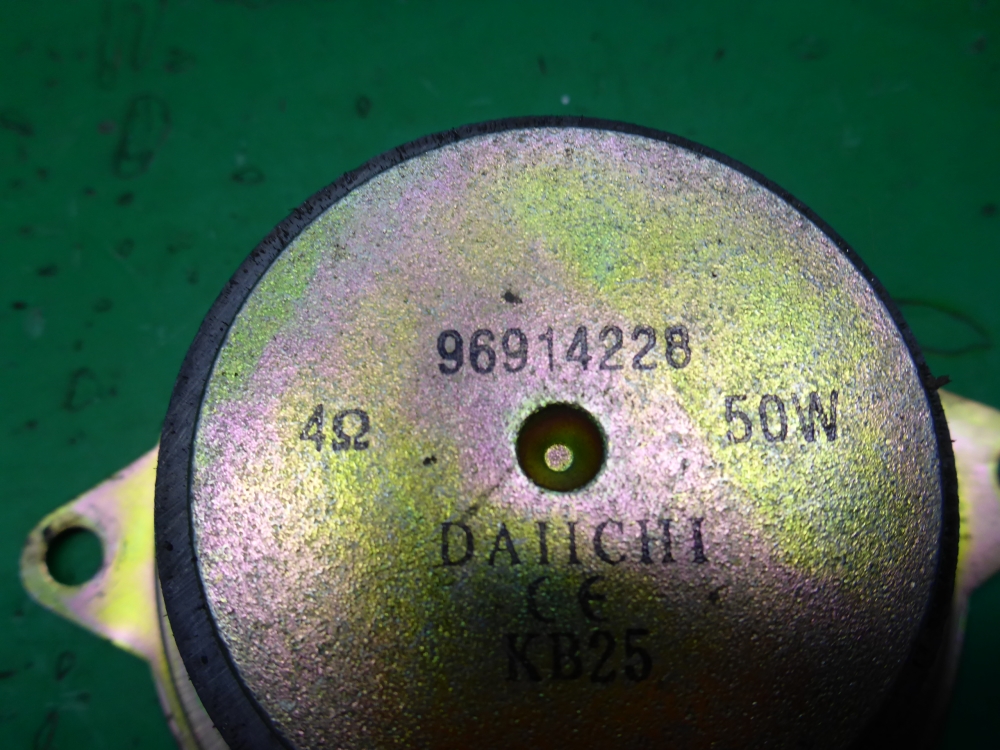 96914228
4Ω 50W
DAIICHI
CE
KB25